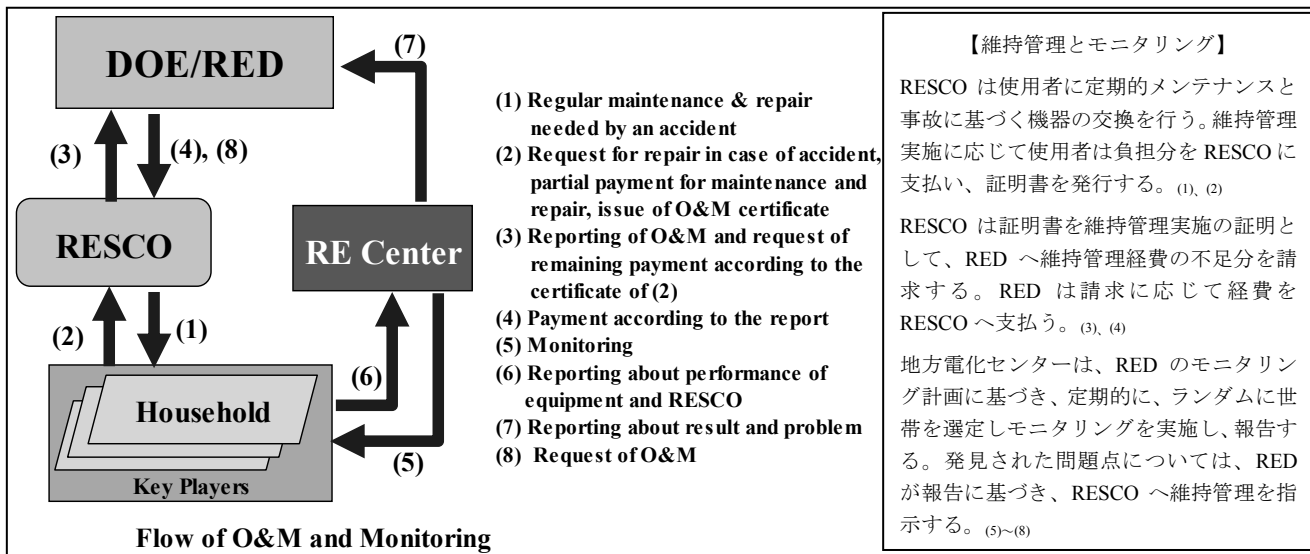 DOE/RED
(7)
(3)
(4), (8)
RESCO
RE Center
(2)
(1)
(6)
Household
(5)
Key Players
Flow of O&M and Monitoring
(1) Regular maintenance & repair
needed by an accident
(2) Request for repair in case of accident,
partial payment for maintenance and
repair, issue of O&M certificate
(3) Reporting of O&M and request of
remaining payment according to the
certificate of (2)
(4) Payment according to the report
(5) Monitoring
(6) Reporting about performance of
equipment and RESCO
(7) Reporting about result and problem
(8) Request of O&M
【維持管理とモニタリング】
RESCO は使用者に定期的メンテナンスと
事故に基づく機器の交換を行う。維持管理
実施に応じて使用者は負担分を RESCO に
支払い、証明書を発行する。(1)、(2)
RESCO は証明書を維持管理実施の証明と
して、RED へ維持管理経費の不足分を請
求する。RED は請求に応じて経費を
RESCO へ支払う。(3)、(4)
地方電化センターは、RED のモニタリン
グ計画に基づき、定期的に、ランダムに世
帯を選定しモニタリングを実施し、報告す
る。発見された問題点については、RED
が報告に基づき、RESCO へ維持管理を指
示する。(5)~(8)